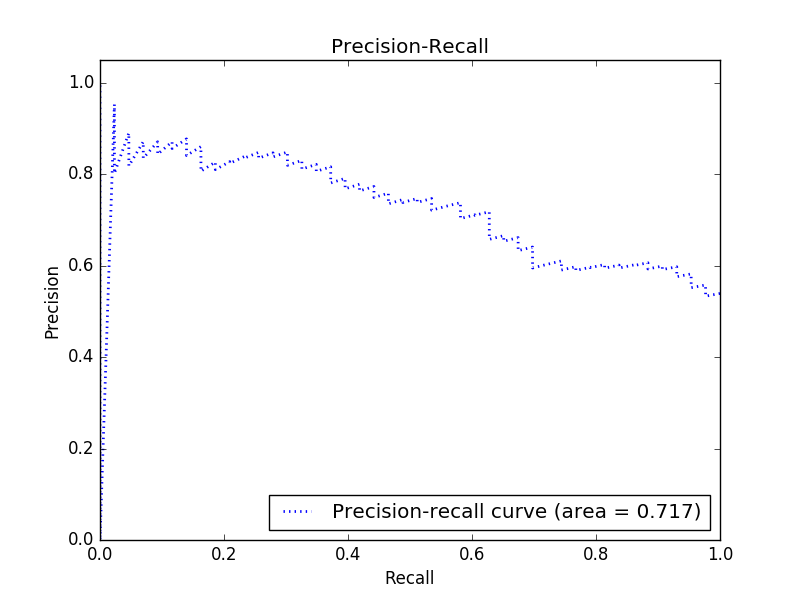 Precision-Recall
1.0
0.8
0.6
0.4
0.2
0.0
Precision
0.0 0.2 0.4 0.6 0.8 1.0
Recall
Precision-recall curve (area = 0.717)